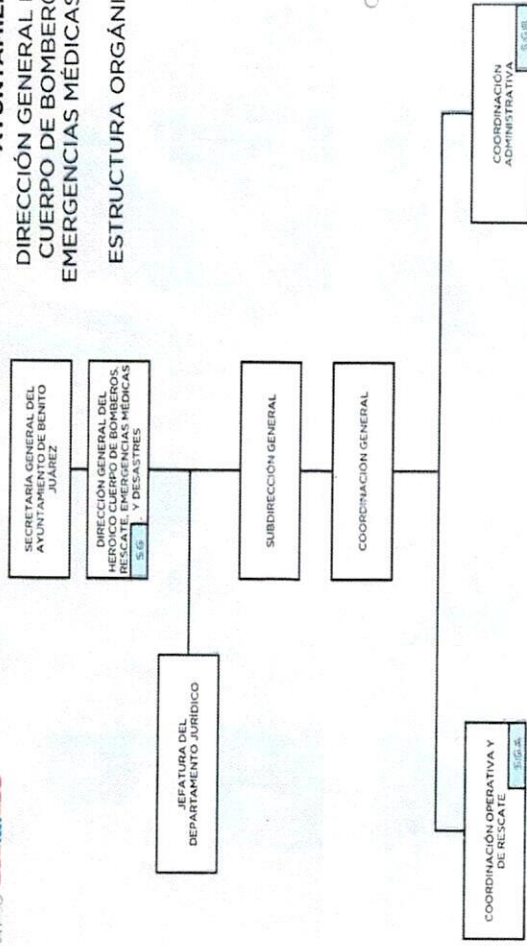 DIRECCIÓN GENERAL
CUERPO DE BOMBERO
EMERGENCIAS MÉDICAS
ESTRUCTURA ORGÁNI
SECRETARIA GENERAL DEL
AYUNTAMIENTO DE BENITO
JUÁREZ
DIRECCIÓN GENERAL DEL
HEROICO CUERPO DE BOMBEROS,
RESCATE, EMERGENCIAS MÉDICAS
Y DESASTRES
S.G
JEFATURA DEL
DEPARTAMENTO JURÍDICO
SUBDIRECCIÓN GENERAL
COORDINACIÓN GENERAL
COORDINACIÓN OPERATIVA Y
DE RESCATE
S.G.A.
COORDINACIÓN
ADMINISTRATIVA
S.G.B.